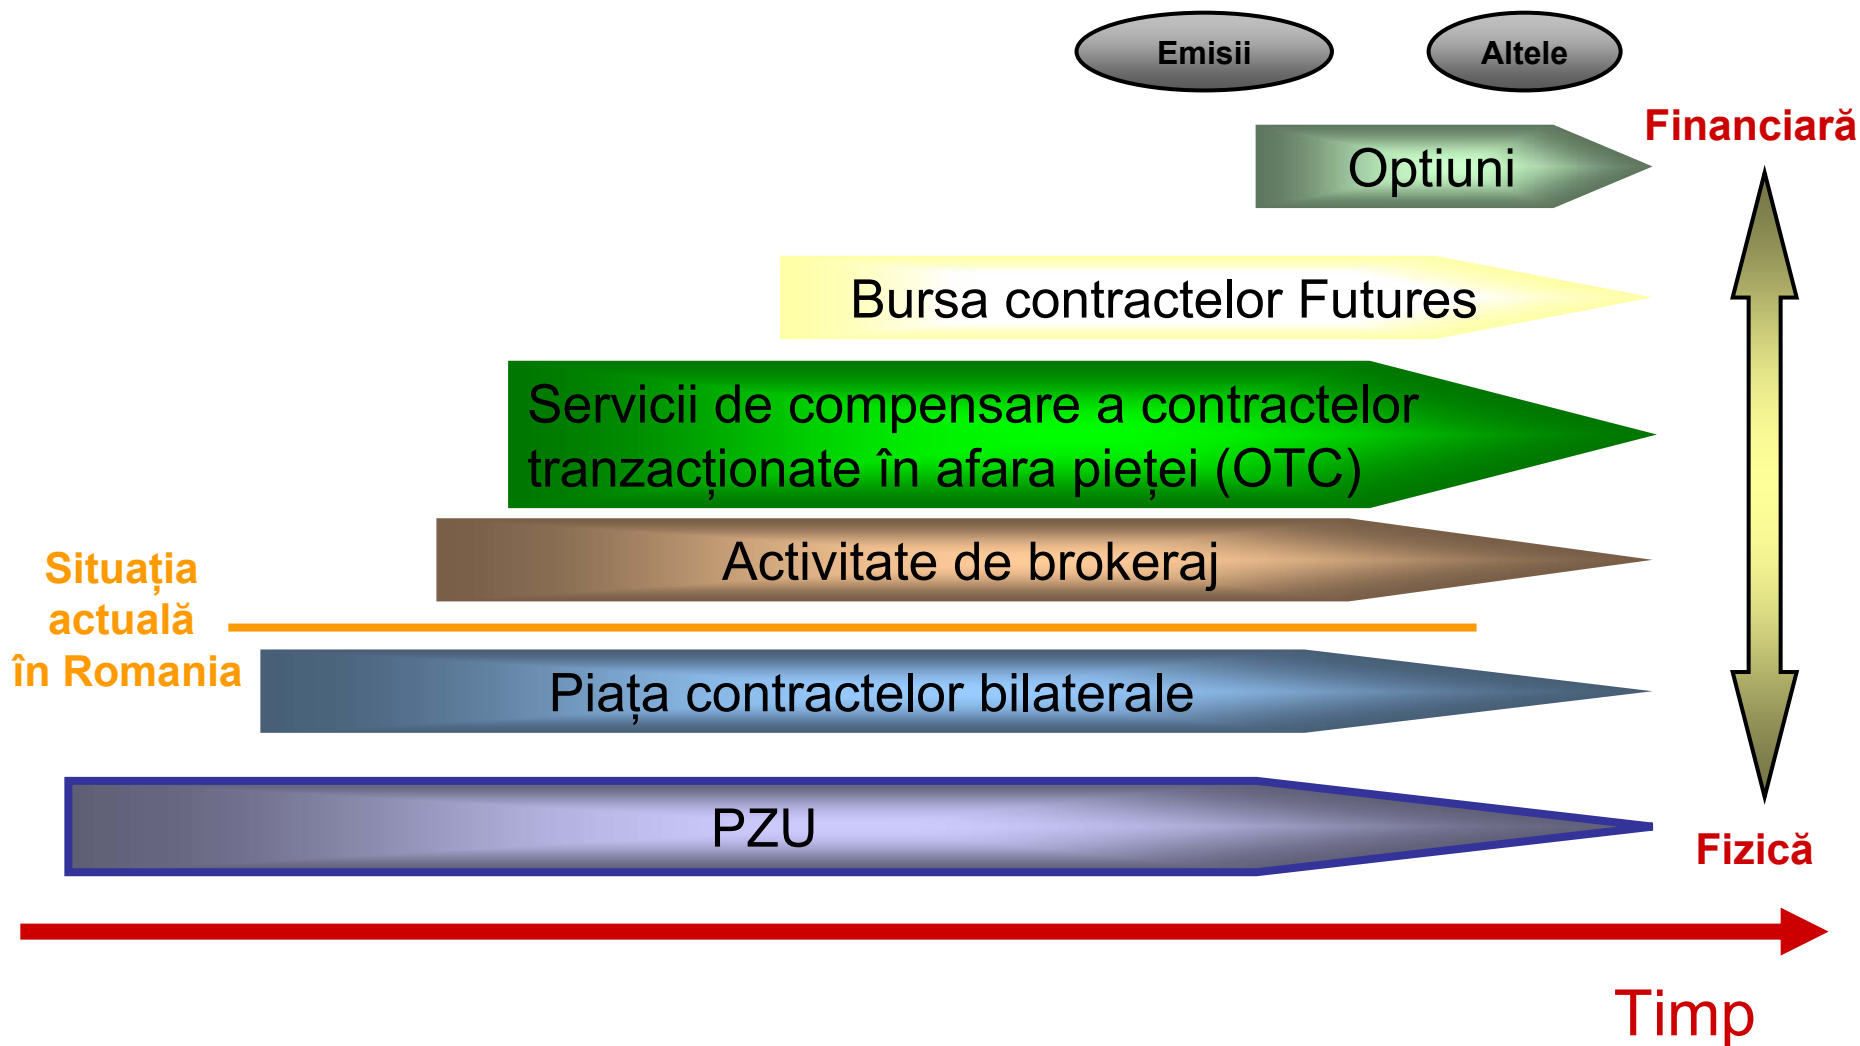 Emisii
Altele
Financiară
Optiuni
Bursa contractelor Futures
Servicii de compensare a contractelor
tranzacționate în afara pieței (OTC)
Activitate de brokeraj
Situația
actuală
în Romania
Piața contractelor bilaterale
PZU
Fizică
Timp